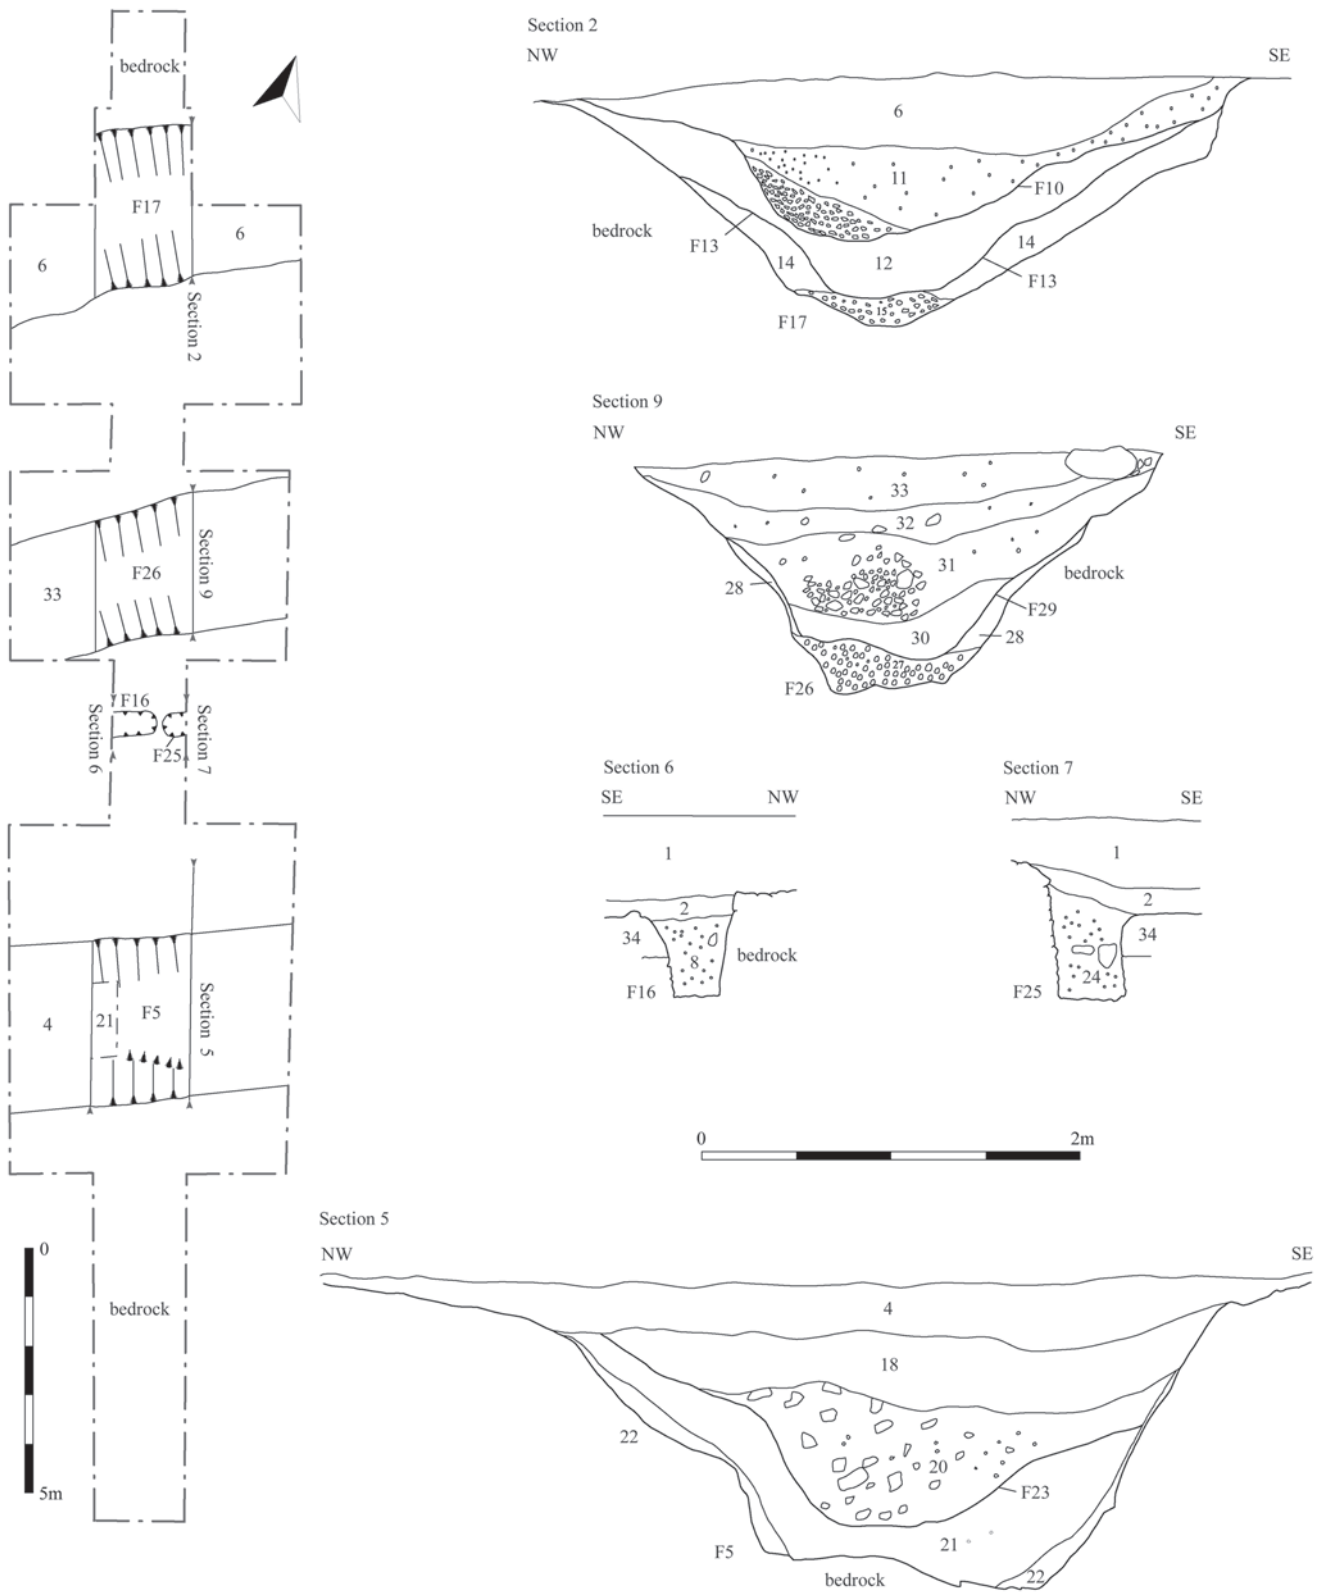 bedrock
F17
6
6
Section 2
F26
33
Section 9
F16
F25
Section 6
Section 7
4
21
F5
Section 5
0
5m
bedrock
Section 2
NW
SE
6
11
F10
bedrock
F13
14
12
14
F13
15
F17
Section 9
NW
SE
33
32
31
bedrock
28
F29
30
28
27
F26
Section 6
SE
NW
1
2
34
8
bedrock
F16
Section 7
NW
SE
1
2
34
24
F25
0
2m
Section 5
NW
SE
4
18
22
20
F23
21
F5
22
bedrock